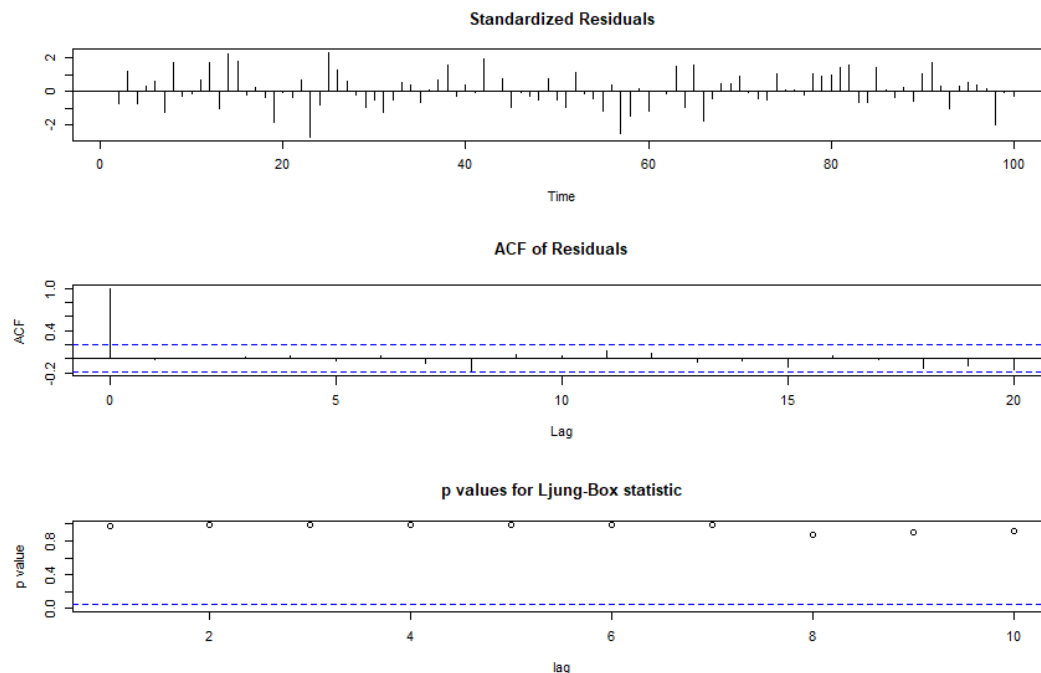 Standardized Residuals
2
0
-2
0 20 40 60 80 100
Time
ACF of Residuals
ACF
1.0
0.4
-0.2
0 5 10 15 20
Lag
p values for Ljung-Box statistic
p value
0.8
0.4
0.0
2 4 6 8 10
lag